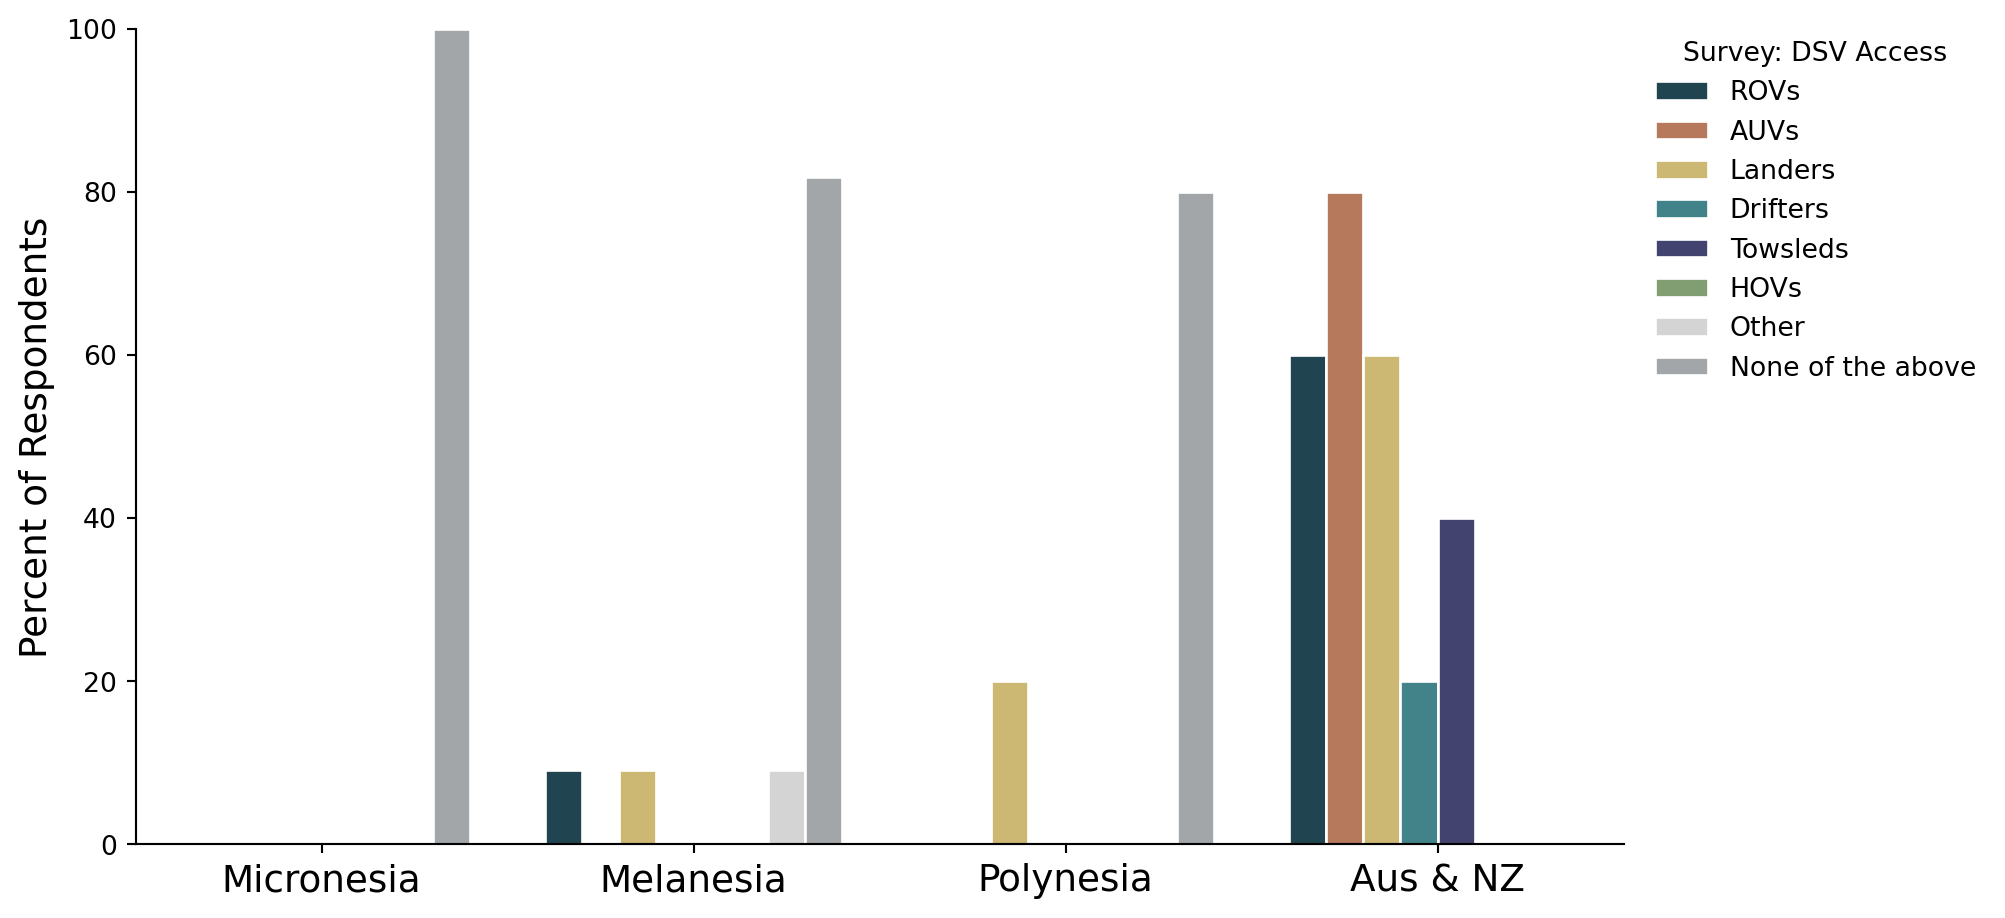 100
80
60
40
20
0
Percent of Respondents
Micronesia
Melanesia
Polynesia
Aus & NZ
Survey: DSV Access
ROVs
AUVs
Landers
Drifters
Towsleds
HOVs
Other
None of the above